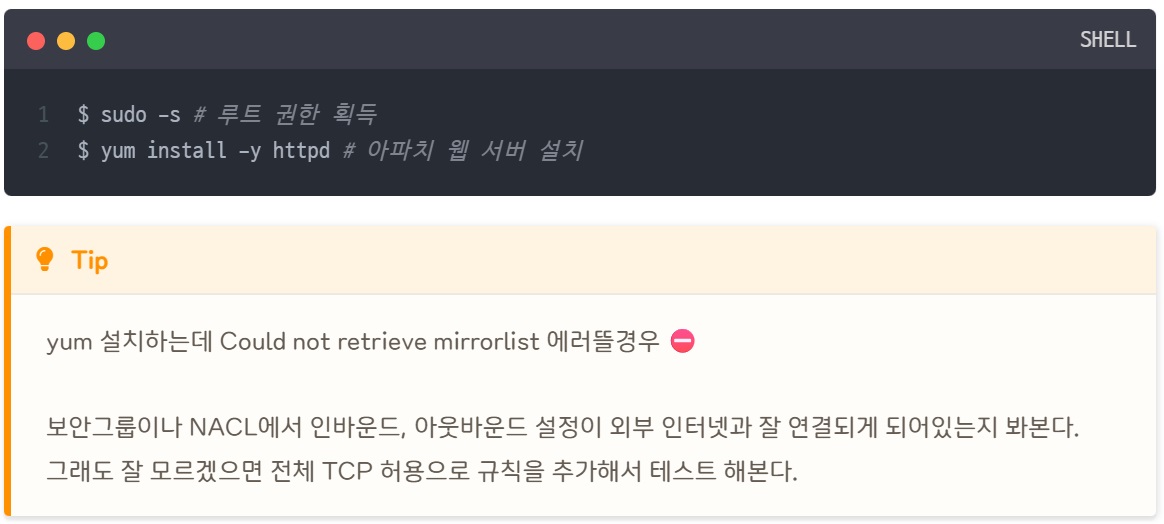 SHELL
1 $ sudo -s # 루트 권한 획득
2 $ yum install -y httpd # 아파치 웹 서버 설치
Tip
yum 설치하는데 Could not retrieve mirrorlist 에러뜰경우 ⛔
보안그룹이나 NACL에서 인바운드, 아웃바운드 설정이 외부 인터넷과 잘 연결되게 되어있는지 봐본다.
그래도 잘 모르겠으면 전체 TCP 허용으로 규칙을 추가해서 테스트 해본다.